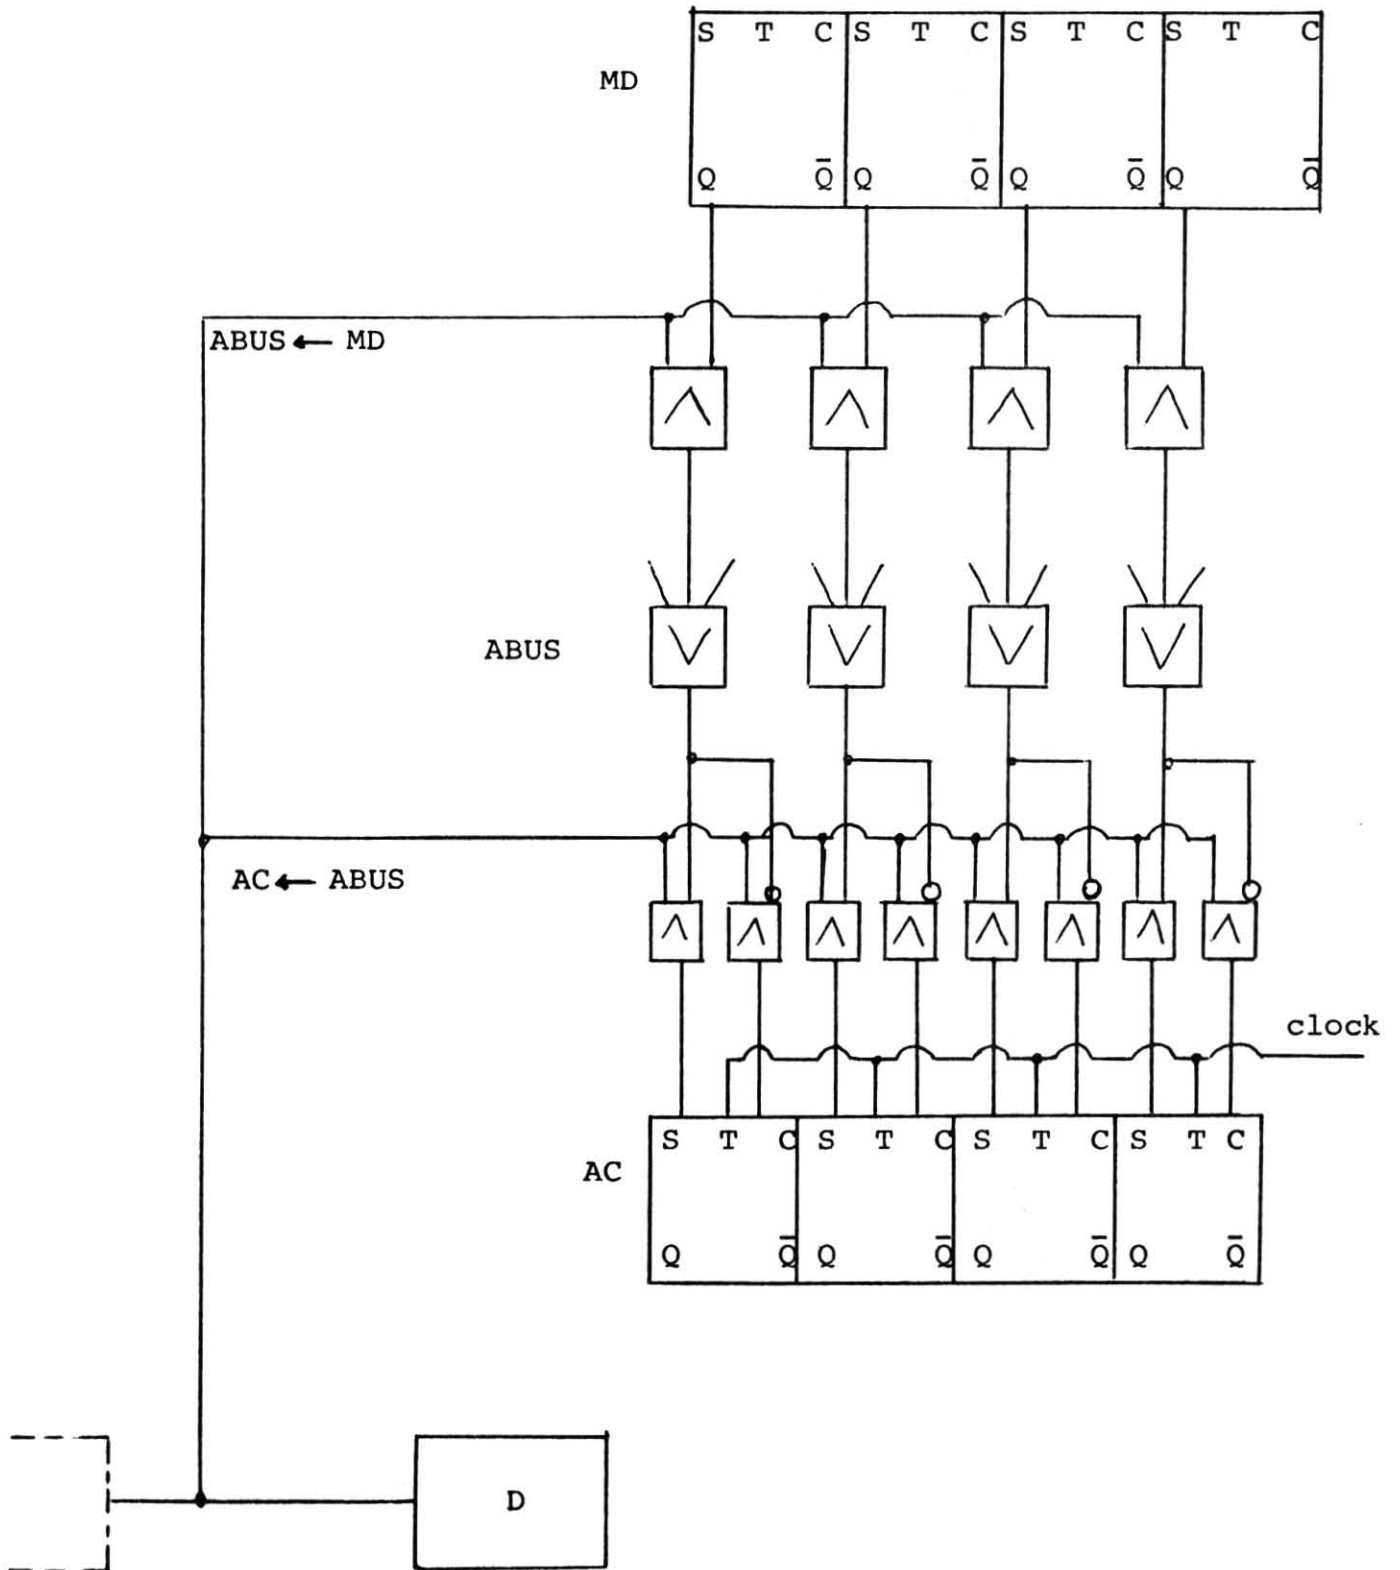 S T C S T C S T C S T C
MD
Q Q̄ Q Q̄ Q Q̄ Q Q̄
ABUS ← MD
Λ Λ Λ Λ
ABUS
V V V V
AC ← ABUS
Λ Λ Λ Λ Λ Λ Λ Λ
clock
S T C S T C S T C S T C
AC
Q Q̄ Q Q̄ Q Q̄ Q Q̄
D